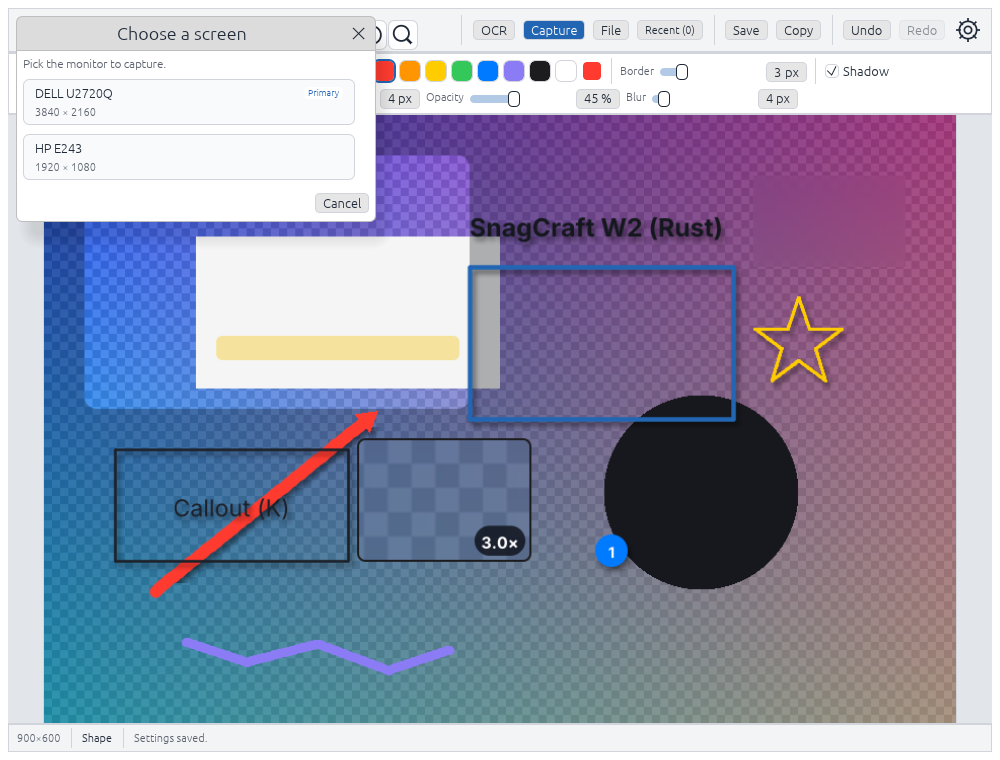 Choose a screen
Pick the monitor to capture.
DELL U2720Q
Primary
3840 × 2160
HP E243
1920 × 1080
Cancel
OCR
Capture
File
Recent (0)
Save
Copy
Undo
Redo
Border
3 px
Shadow
4 px
Opacity
45 %
Blur
4 px
SnagCraft W2 (Rust)
Callout (K)
3.0×
1
900×600
Shape
Settings saved.